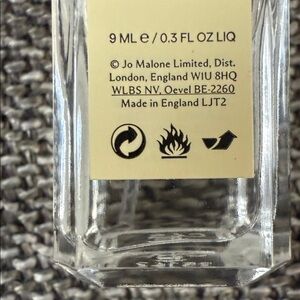 9 ML e / 0.3 FL OZ LIQ
© Jo Malone Limited, Dist.
London, England W1U 8HQ
WLBS NV, Oevel BE-2260
Made in England LJT2